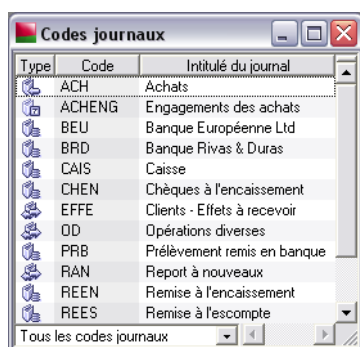 Codes journaux
Type Code Intitulé du journal
ACH Achats
ACHENG Engagements des achats
BEU Banque Européenne Ltd
BRD Banque Rivas & Duras
CAIS Caisse
CHEN Chèques à l'encaissement
EFFE Clients - Effets à recevoir
OD Opérations diverses
PRB Prélèvement remis en banque
RAN Report à nouveaux
REEN Remise à l'encaissement
REES Remise à l'escompte
Tous les codes journaux